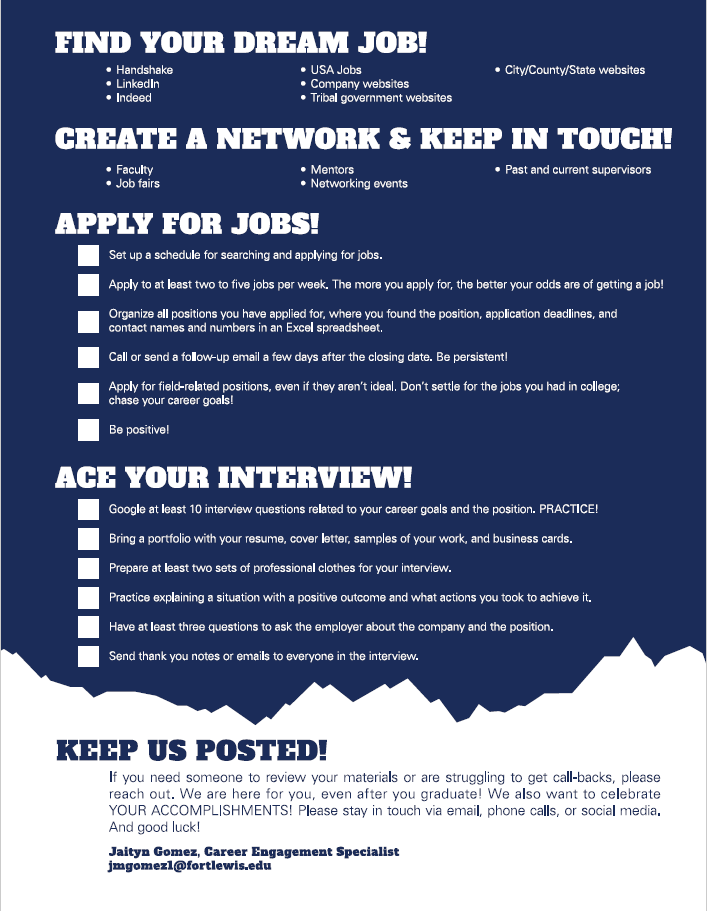 FIND YOUR DREAM JOB!
• Handshake
• LinkedIn
• Indeed
• USA Jobs
• Company websites
• Tribal government websites
• City/County/State websites
CREATE A NETWORK & KEEP IN TOUCH!
• Faculty
• Job fairs
• Mentors
• Networking events
• Past and current supervisors
APPLY FOR JOBS!
Set up a schedule for searching and applying for jobs.
Apply to at least two to five jobs per week. The more you apply for, the better your odds are of getting a job!
Organize all positions you have applied for, where you found the position, application deadlines, and
contact names and numbers in an Excel spreadsheet.
Call or send a follow-up email a few days after the closing date. Be persistent!
Apply for field-related positions, even if they aren't ideal. Don't settle for the jobs you had in college;
chase your career goals!
Be positive!
ACE YOUR INTERVIEW!
Google at least 10 interview questions related to your career goals and the position. PRACTICE!
Bring a portfolio with your resume, cover letter, samples of your work, and business cards.
Prepare at least two sets of professional clothes for your interview.
Practice explaining a situation with a positive outcome and what actions you took to achieve it.
Have at least three questions to ask the employer about the company and the position.
Send thank you notes or emails to everyone in the interview.
KEEP US POSTED!
If you need someone to review your materials or are struggling to get call-backs, please
reach out. We are here for you, even after you graduate! We also want to celebrate
YOUR ACCOMPLISHMENTS! Please stay in touch via email, phone calls, or social media.
And good luck!
Jaityn Gomez, Career Engagement Specialist
jmgomez1@fortlewis.edu